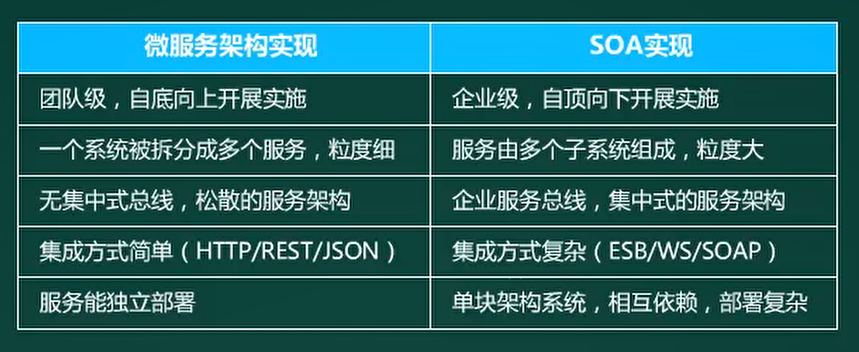 微服务架构实现 SOA实现
团队级，自底向上开展实施 企业级，自顶向下开展实施
一个系统被拆分成多个服务，粒度细 服务由多个子系统组成，粒度大
无集中式总线，松散的服务架构 企业服务总线，集中式的服务架构
集成方式简单（HTTP/REST/JSON） 集成方式复杂（ESB/WS/SOAP）
服务能独立部署 单块架构系统，相互依赖，部署复杂